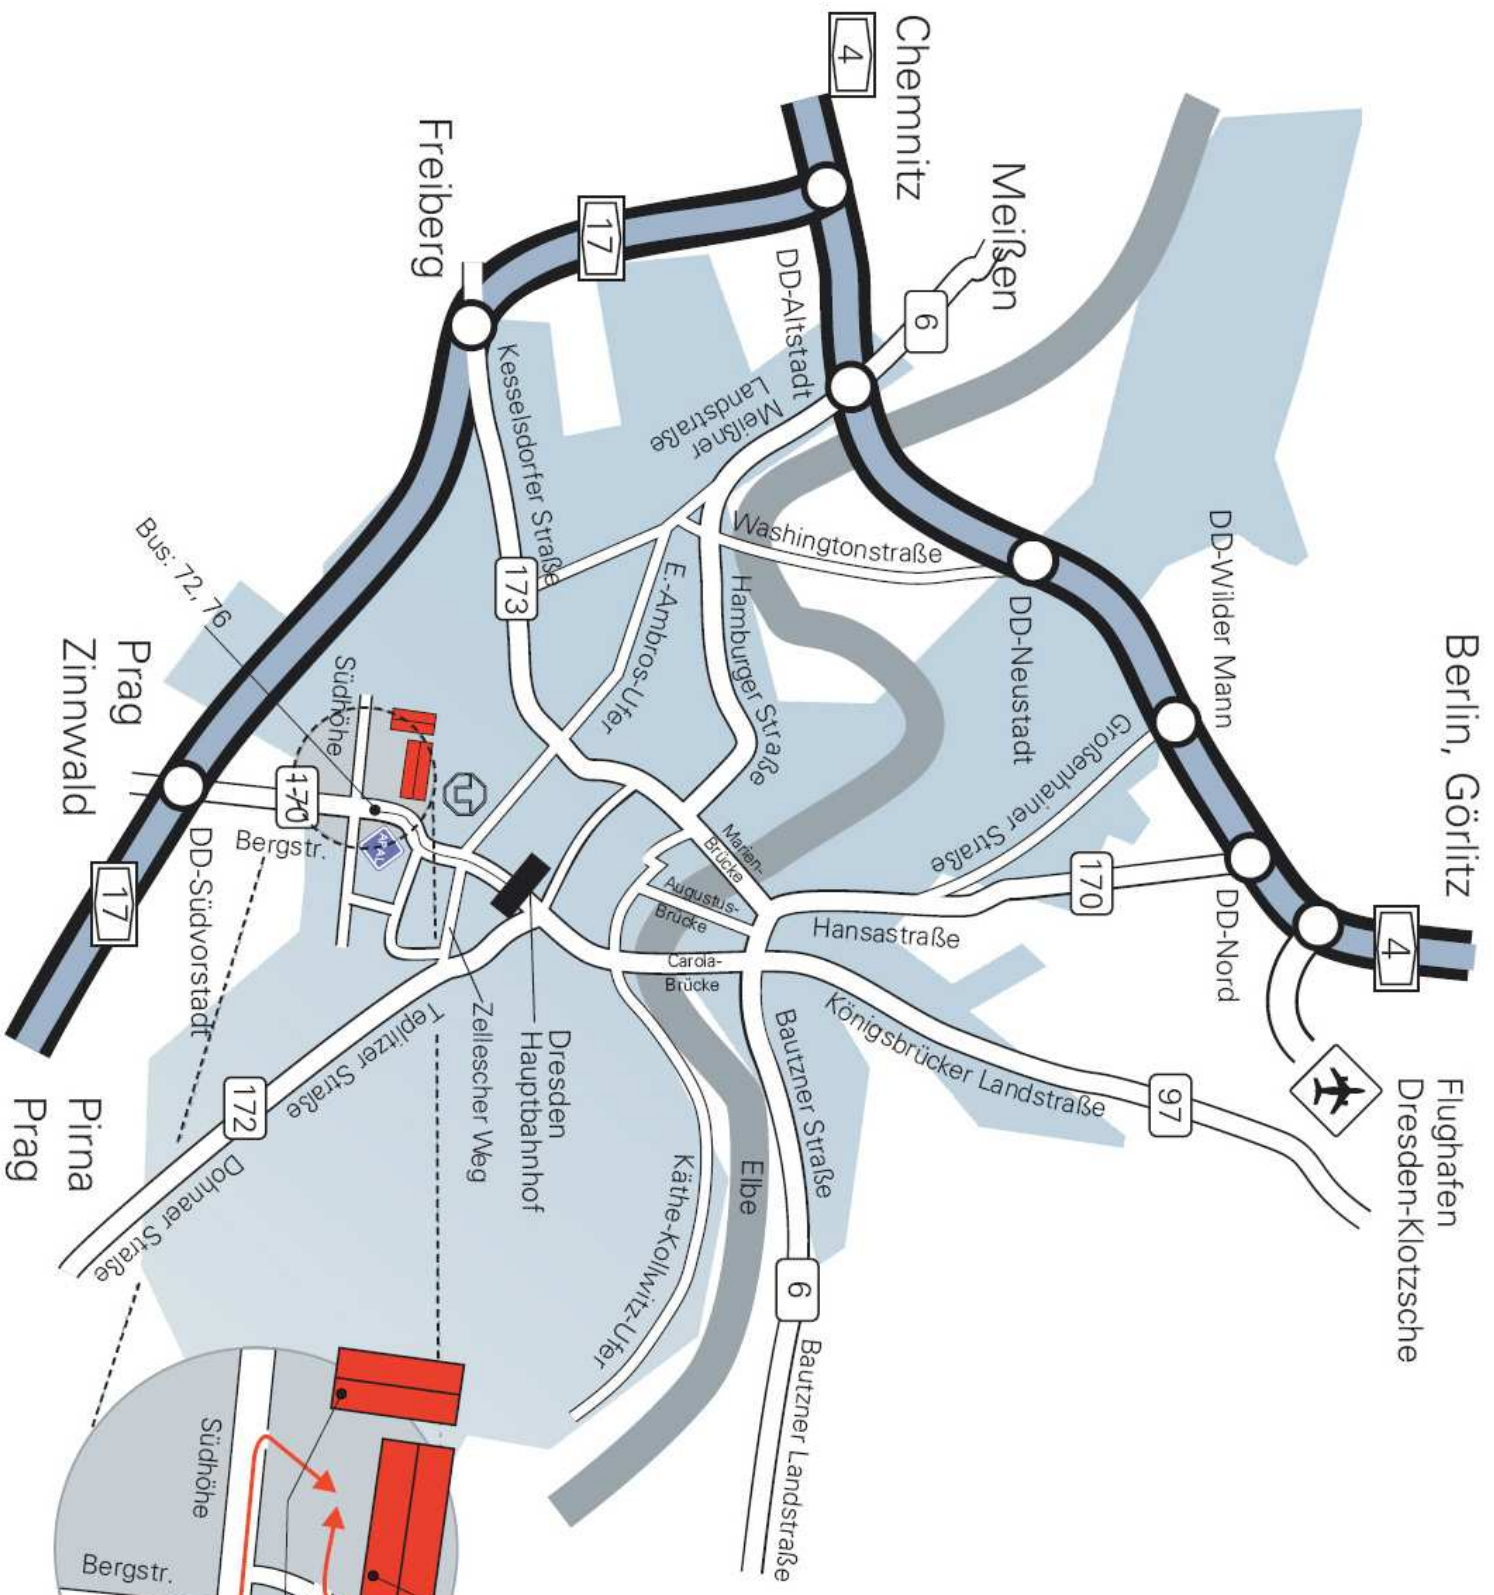 Berlin, Görlitz
4
Flughafen
Dresden-Klotzsche
DD-Wilder Mann
DD-Nord
97
Großenhainer Straße
170
DD-Neustadt
Meißen
6
Chemnitz
4
DD-Altstadt
Washingtonstraße
Hansastraße
Königsbrücker Landstraße
Bautzner Straße
6
Bautzner Landstraße
Meißner
Landstraße
Hamburger Straße
Marien-
Brücke
Augustus-
Brücke
Carola-
Brücke
Elbe
Käthe-Kollwitz-Ufer
E.-Ambros-Ufer
17
Kesselsdorfer Straße
173
Dresden
Hauptbahnhof
Zellescher Weg
Freiberg
Teplitzer Straße
ARAL
Südhöhe
170
Bergstr.
172
Dohnaer Straße
Bus: 72, 76
DD-Südvorstadt
Prag
Zinnwald
17
Pirna
Prag
Südhöhe
Bergstr.